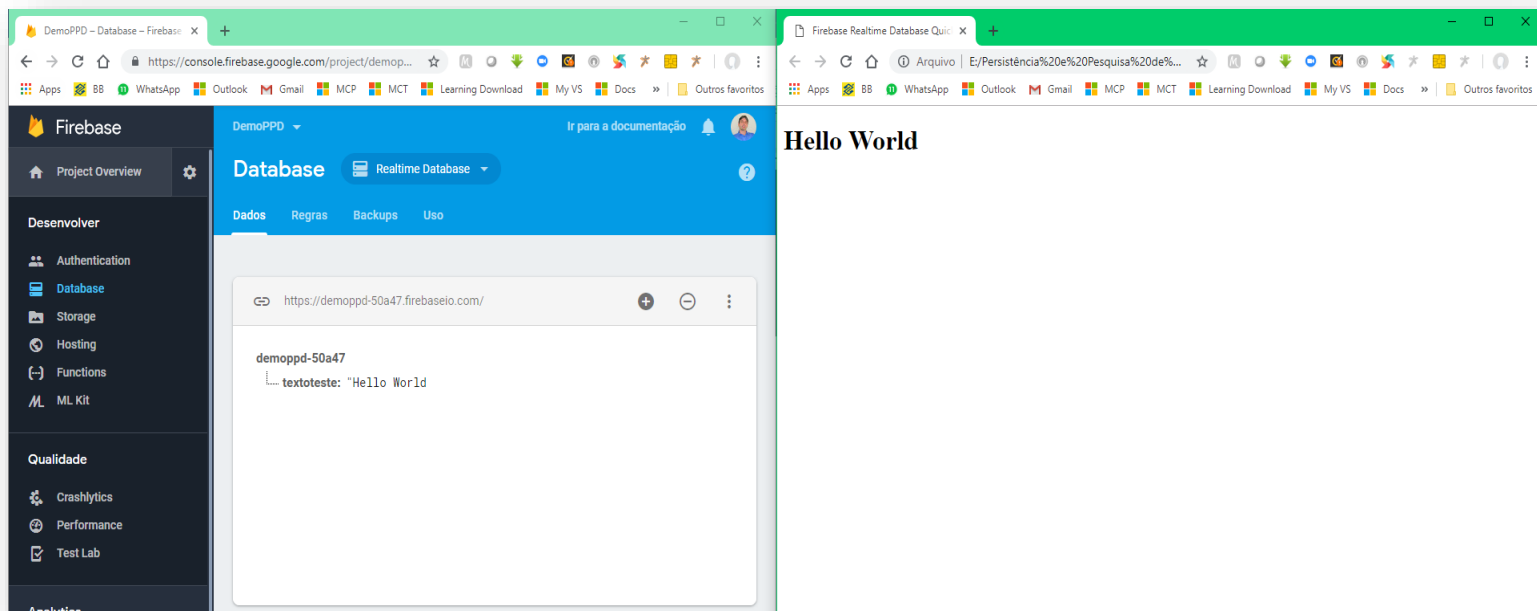 DemoPPD – Database – Firebase
https://console.firebase.google.com/project/demop...
Apps BB WhatsApp Outlook Gmail MCP MCT Learning Download My VS Docs » Outros favoritos
Firebase
Project Overview
Desenvolver
Authentication
Database
Storage
Hosting
Functions
ML Kit
Qualidade
Crashlytics
Performance
Test Lab
Analytics
DemoPPD
Ir para a documentação
Database
Realtime Database
Dados Regras Backups Uso
https://demoppd-50a47.firebaseio.com/
demoppd-50a47
textoteste: "Hello World
Firebase Realtime Database Quic
Arquivo | E:/Persistência%20e%20Pesquisa%20de%...
Apps BB WhatsApp Outlook Gmail MCP MCT Learning Download My VS Docs » Outros favoritos
Hello World